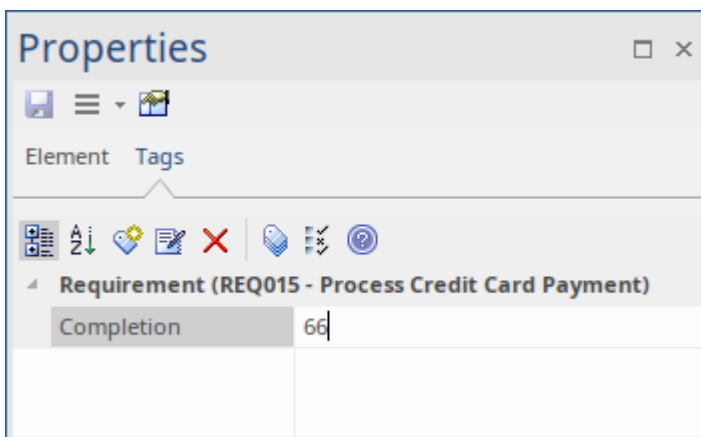 Properties
Element Tags
Requirement (REQ015 - Process Credit Card Payment)
Completion 66